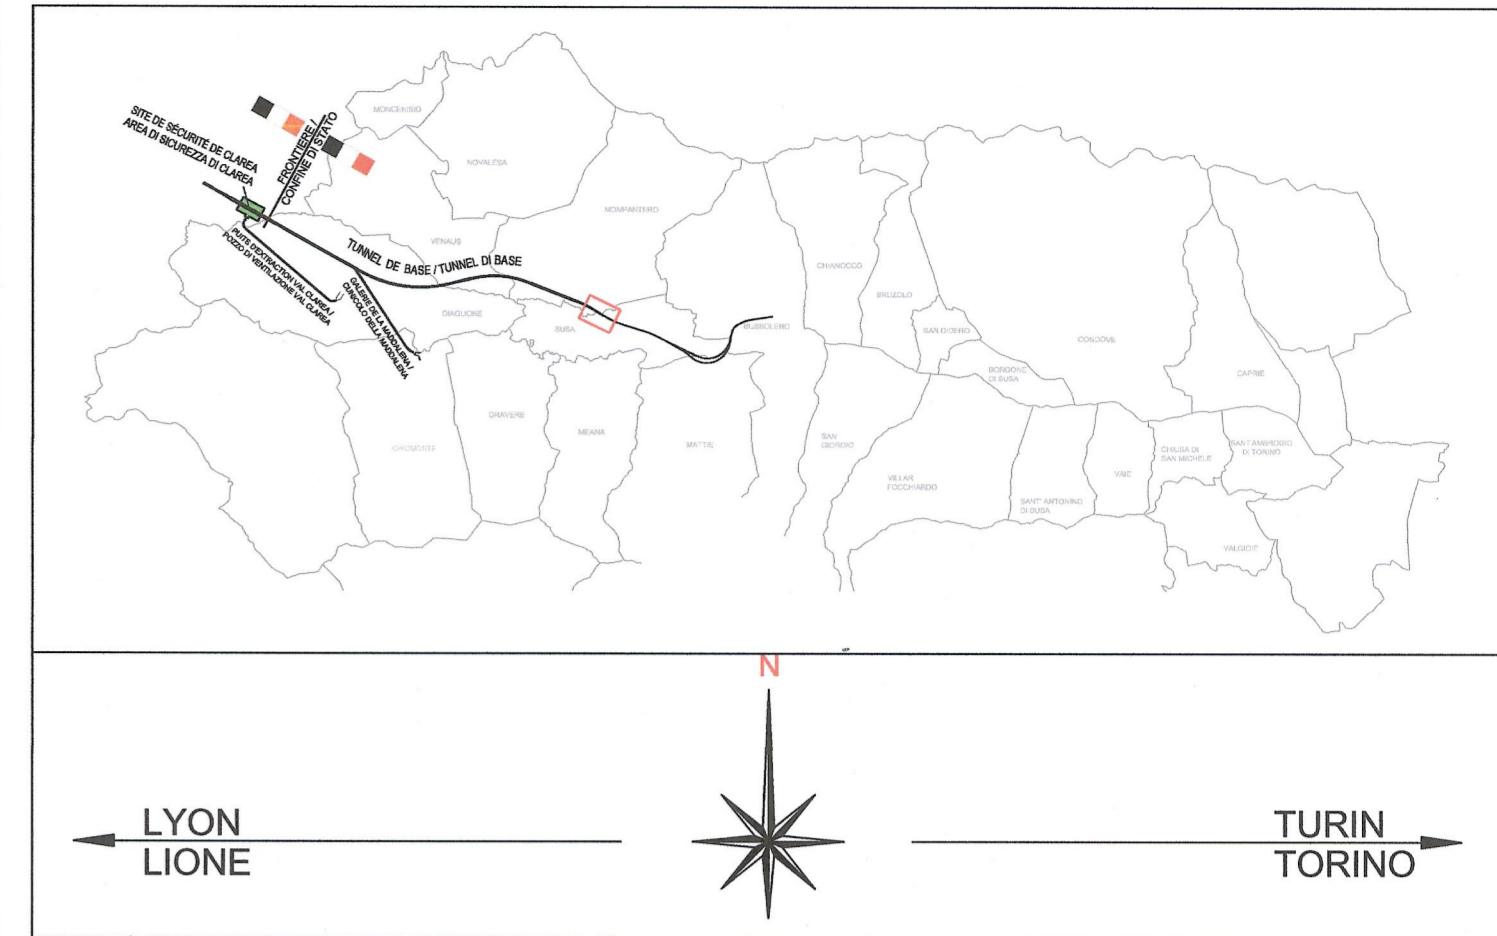 MONCENISIO
SITE DE SÉCURITÉ DE CLAREA
AREA DI SICUREZZA DI CLAREA
FRONTIERE /
CONFINE DI STATO
NOVALESA
MOMPANTERO
VENAUS
TUNNEL DE BASE / TUNNEL DI BASE
PUITS D'EXTRACTION VAL CLAREA /
POZZO DI VENTILAZIONE VAL CLAREA
GALERIE DE LA MADDALENA /
CUNICOLO DELLA MADDALENA
CHIANOCCO
BRUZOLO
GIAGLIONE
SUSA
BUSSOLENO
SAN DIDERO
CONDOVE
BORGONE
DI SUSA
CAPRIE
GRAVERE
CHIOMONTE
MEANA
MATTIE
SAN
GIORGIO
VILLAR
FOCCHIARDO
SANT' ANTONINO
DI SUSA
VAIE
CHIUSA DI
SAN MICHELE
SANT'AMBROGIO
DI TORINO
VALGIOIE
N
LYON
LIONE
TURIN
TORINO